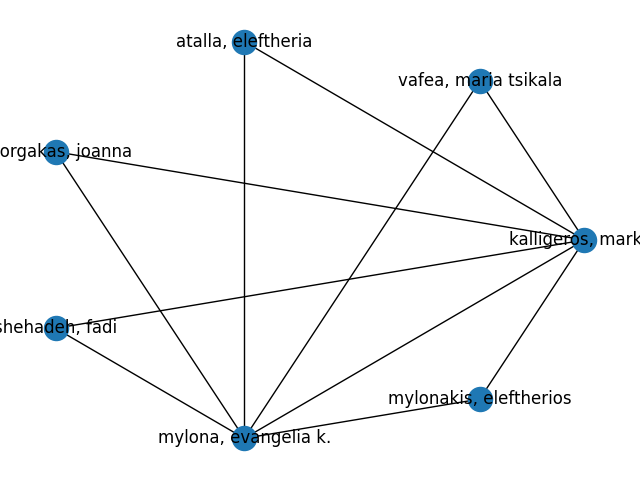 atalla, eleftheria
vafea, maria tsikala
orgakas, joanna
kalligeros, mark
shehadeh, fadi
mylonakis, eleftherios
mylona, evangelia k.